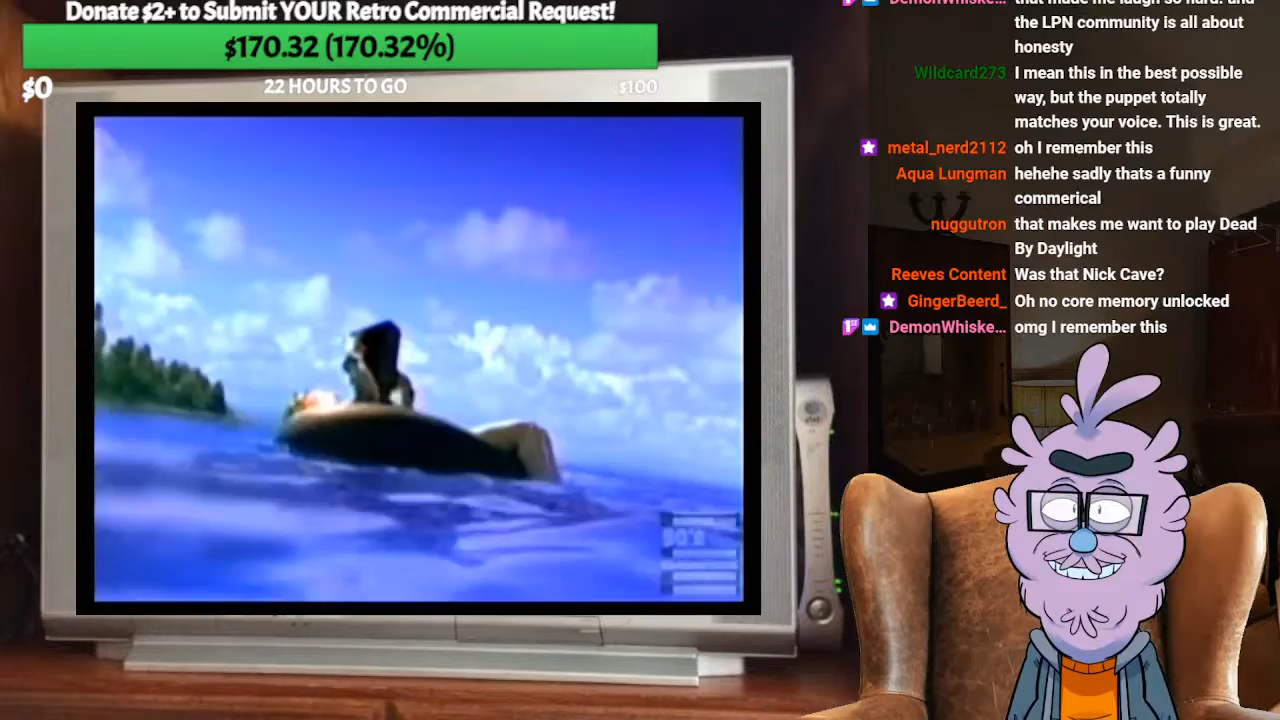 Donate $2+ to Submit YOUR Retro Commercial Request!
$170.32 (170.32%)
$0
22 HOURS TO GO
$100
the LPN community is all about
honesty
Wildcard273 I mean this in the best possible
way, but the puppet totally
matches your voice. This is great.
metal_nerd2112 oh I remember this
Aqua Lungman hehehe sadly thats a funny
commerical
nuggutron that makes me want to play Dead
By Daylight
Reeves Content Was that Nick Cave?
GingerBeerd_ Oh no core memory unlocked
DemonWhiske... omg I remember this